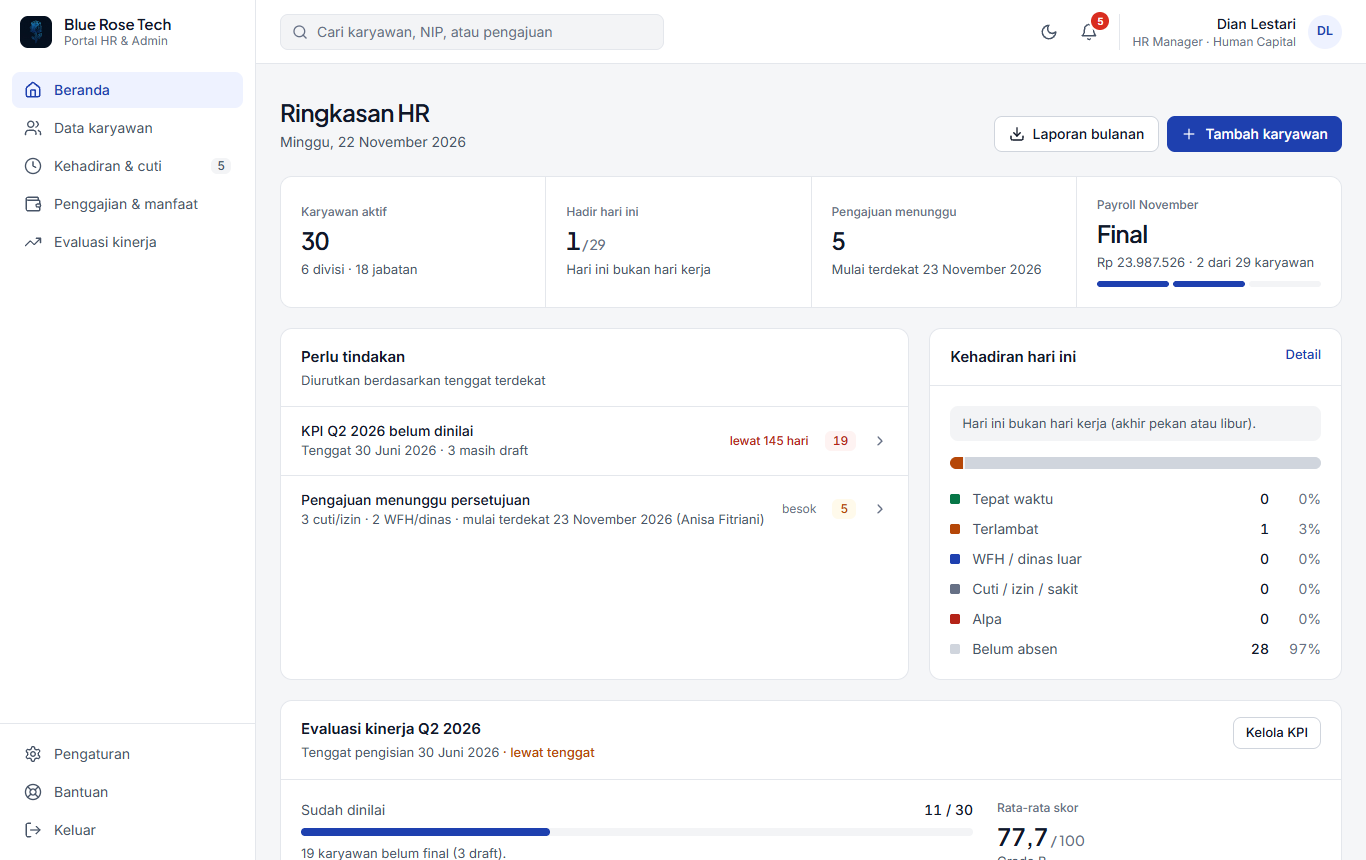 Blue Rose Tech
Portal HR & Admin
Cari karyawan, NIP, atau pengajuan
5
Dian Lestari
HR Manager · Human Capital
DL
Beranda
Data karyawan
Kehadiran & cuti 5
Penggajian & manfaat
Evaluasi kinerja
Pengaturan
Bantuan
Keluar
Ringkasan HR
Minggu, 22 November 2026
Laporan bulanan
Tambah karyawan
Karyawan aktif
30
6 divisi · 18 jabatan
Hadir hari ini
1 /29
Hari ini bukan hari kerja
Pengajuan menunggu
5
Mulai terdekat 23 November 2026
Payroll November
Final
Rp 23.987.526 · 2 dari 29 karyawan
Perlu tindakan
Diurutkan berdasarkan tenggat terdekat
KPI Q2 2026 belum dinilai
Tenggat 30 Juni 2026 · 3 masih draft
lewat 145 hari 19
Pengajuan menunggu persetujuan
3 cuti/izin · 2 WFH/dinas · mulai terdekat 23 November 2026 (Anisa Fitriani)
besok 5
Kehadiran hari ini
Detail
Hari ini bukan hari kerja (akhir pekan atau libur).
Tepat waktu 0 0%
Terlambat 1 3%
WFH / dinas luar 0 0%
Cuti / izin / sakit 0 0%
Alpa 0 0%
Belum absen 28 97%
Evaluasi kinerja Q2 2026
Tenggat pengisian 30 Juni 2026 · lewat tenggat
Kelola KPI
Sudah dinilai 11 / 30
19 karyawan belum final (3 draft).
Rata-rata skor
77,7 /100